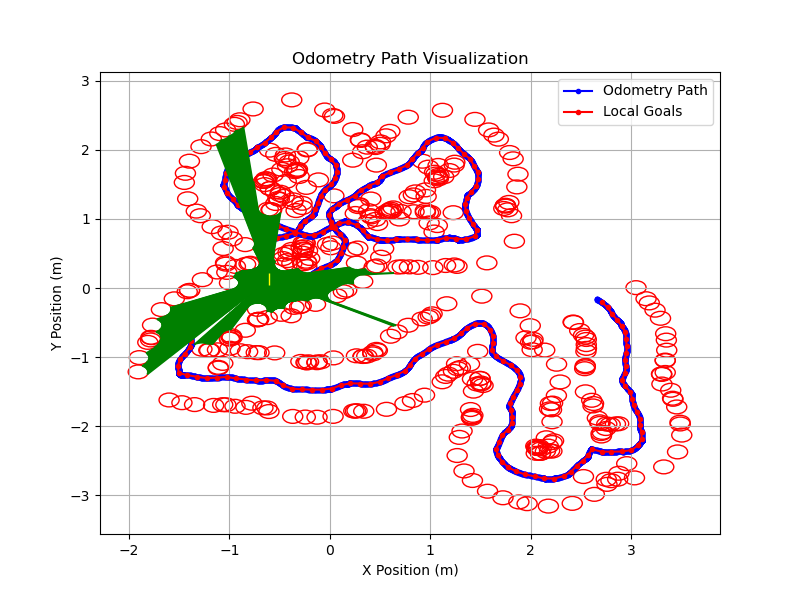 Odometry Path Visualization
Odometry Path
Local Goals
Y Position (m)
3
2
1
0
−1
−2
−3
−2
−1
0
1
2
3
X Position (m)